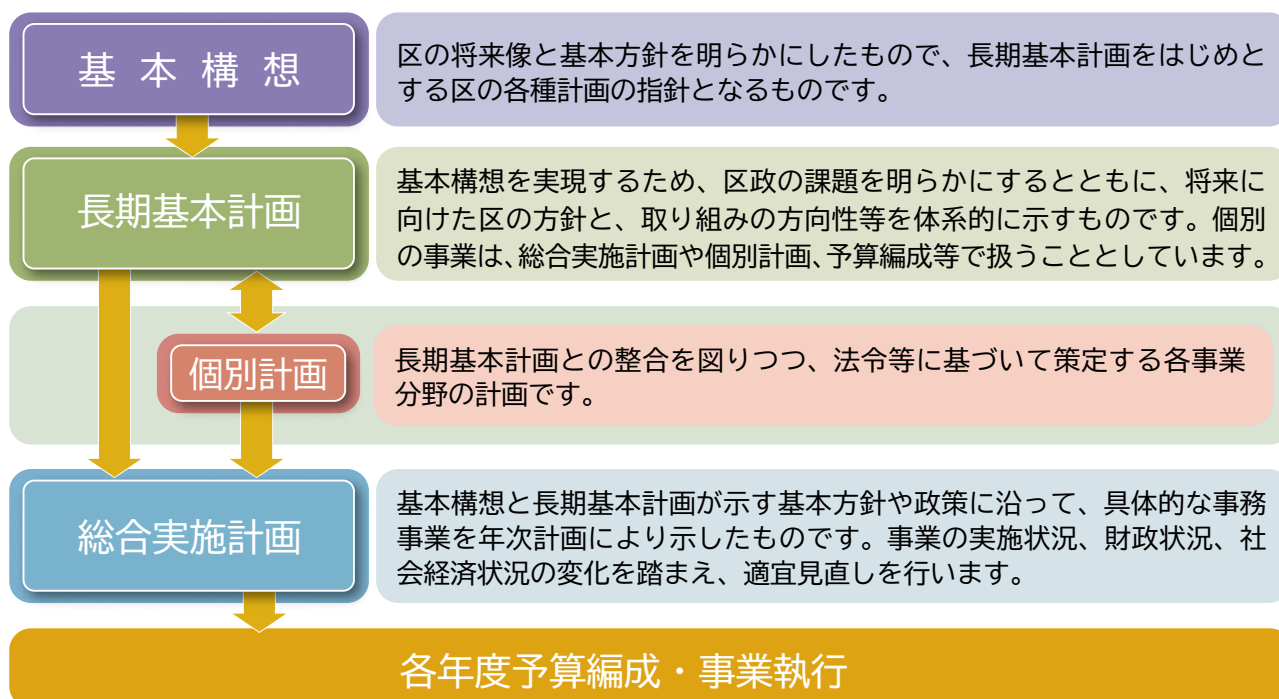 基本構想
区の将来像と基本方針を明らかにしたもので、長期基本計画をはじめと
する区の各種計画の指針となるものです。
長期基本計画
基本構想を実現するため、区政の課題を明らかにするとともに、将来に
向けた区の方針と、取り組みの方向性等を体系的に示すものです。個別
の事業は、総合実施計画や個別計画、予算編成等で扱うこととしています。
個別計画
長期基本計画との整合を図りつつ、法令等に基づいて策定する各事業
分野の計画です。
総合実施計画
基本構想と長期基本計画が示す基本方針や政策に沿って、具体的な事務
事業を年次計画により示したものです。事業の実施状況、財政状況、社
会経済状況の変化を踏まえ、適宜見直しを行います。
各年度予算編成・事業執行